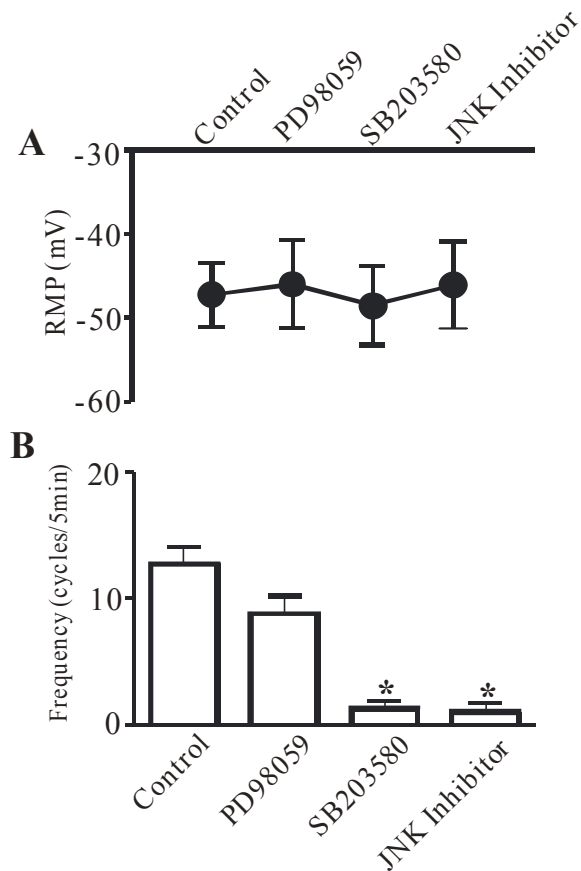 Control
PD98059
SB203580
JNK Inhibitor
A
-30
-40
-50
-60
RMP (mV)
B
20
10
0
Frequency (cycles/5min)
*
*
Control
PD98059
SB203580
JNK Inhibitor